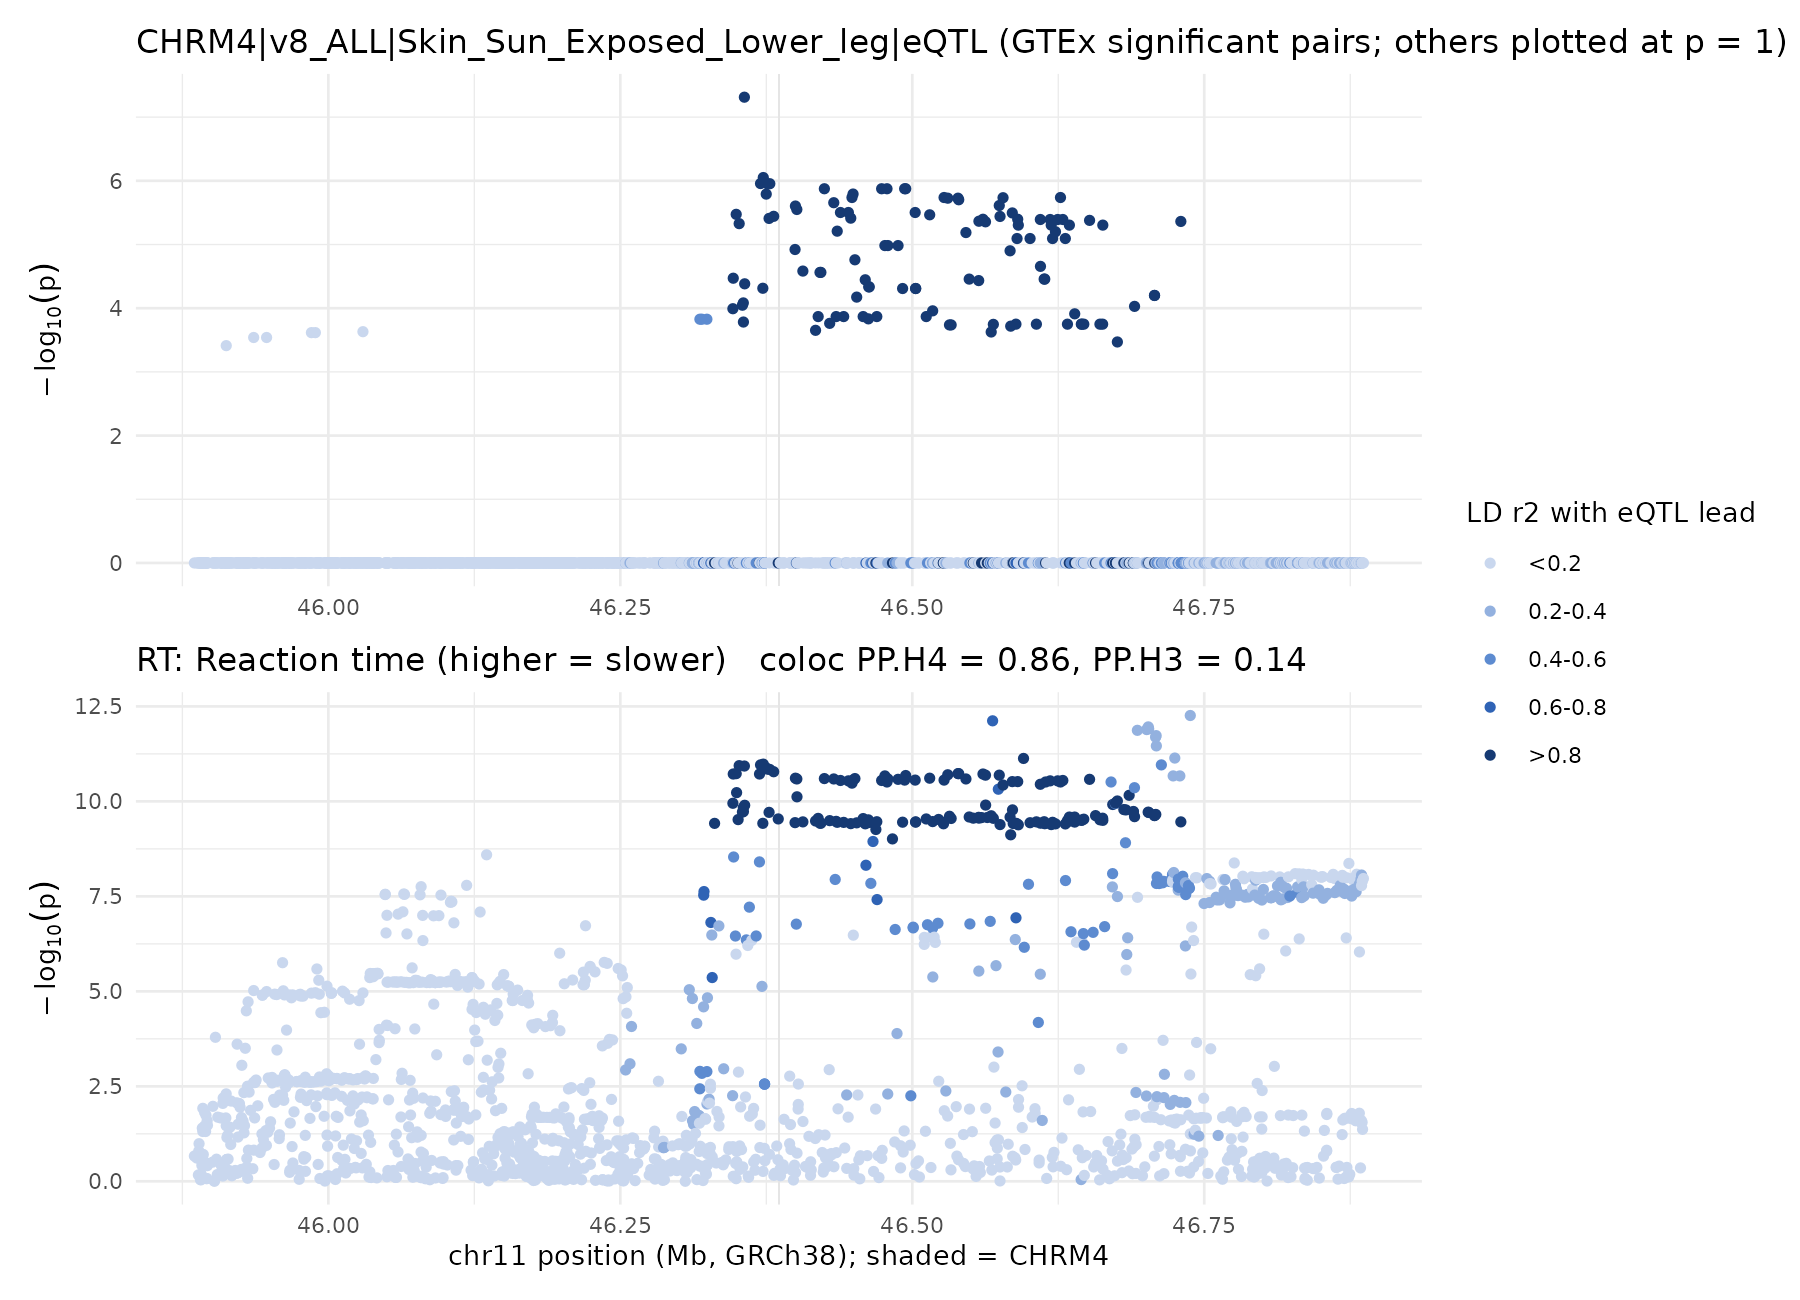 CHRM4|v8_ALL|Skin_Sun_Exposed_Lower_leg|eQTL (GTEx significant pairs; others plotted at p = 1)
−log10(p)
6
4
2
0
46.00 46.25 46.50 46.75
RT: Reaction time (higher = slower) coloc PP.H4 = 0.86, PP.H3 = 0.14
−log10(p)
12.5
10.0
7.5
5.0
2.5
0.0
46.00 46.25 46.50 46.75
chr11 position (Mb, GRCh38); shaded = CHRM4
LD r2 with eQTL lead
<0.2
0.2-0.4
0.4-0.6
0.6-0.8
>0.8